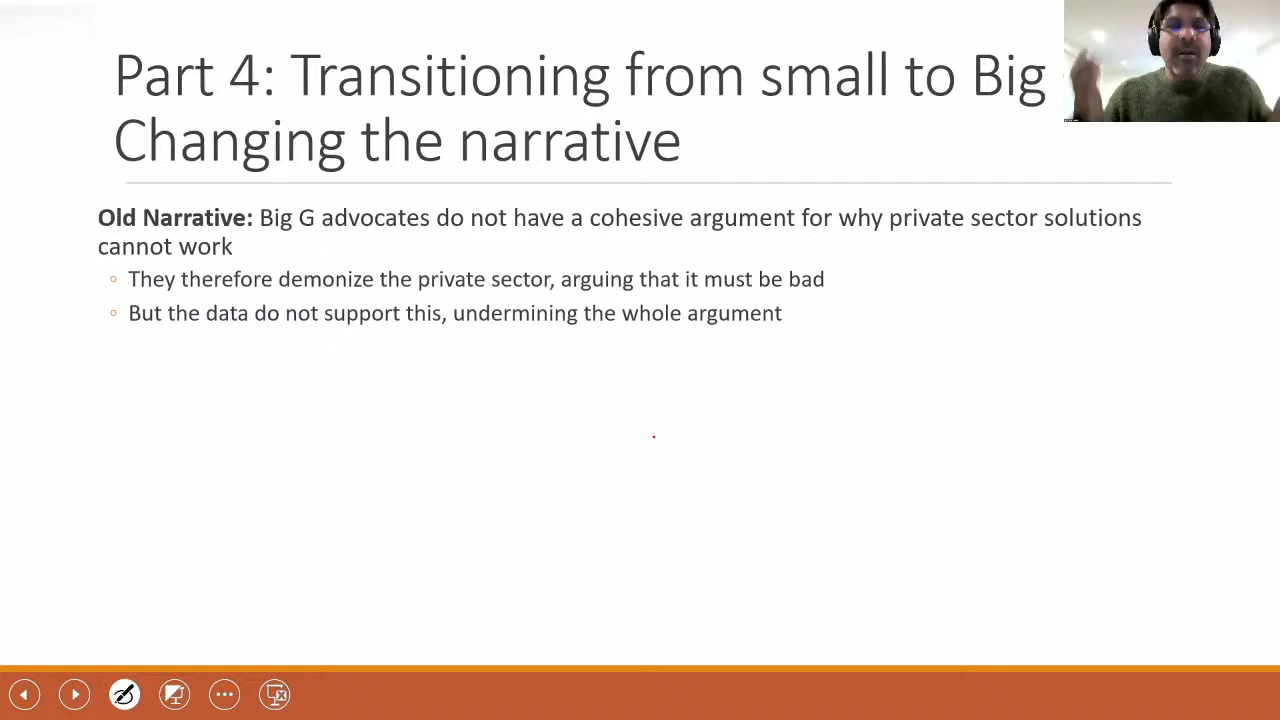 Part 4: Transitioning from small to Big
Changing the narrative
Old Narrative: Big G advocates do not have a cohesive argument for why private sector solutions
cannot work
◦ They therefore demonize the private sector, arguing that it must be bad
◦ But the data do not support this, undermining the whole argument